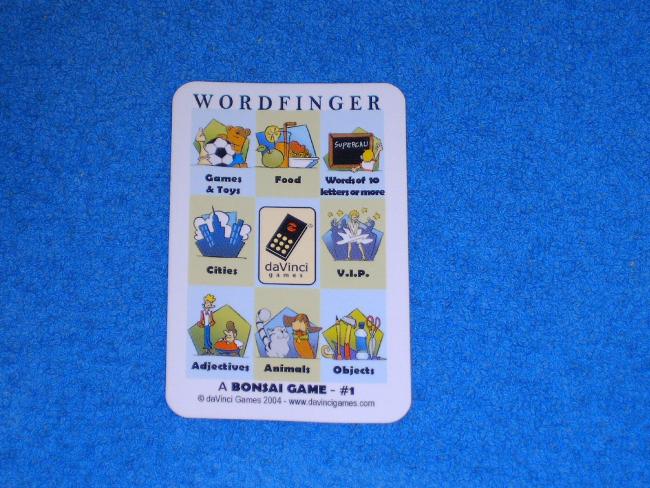 WORDFINGER
SUPERCALI
Games
& Toys
Food
Words of 10
letters or more
Cities
daVinci
games
V.I.P.
Adjectives
Animals
Objects
A BONSAI GAME - #1
© daVinci Games 2004 - www.davincigames.com